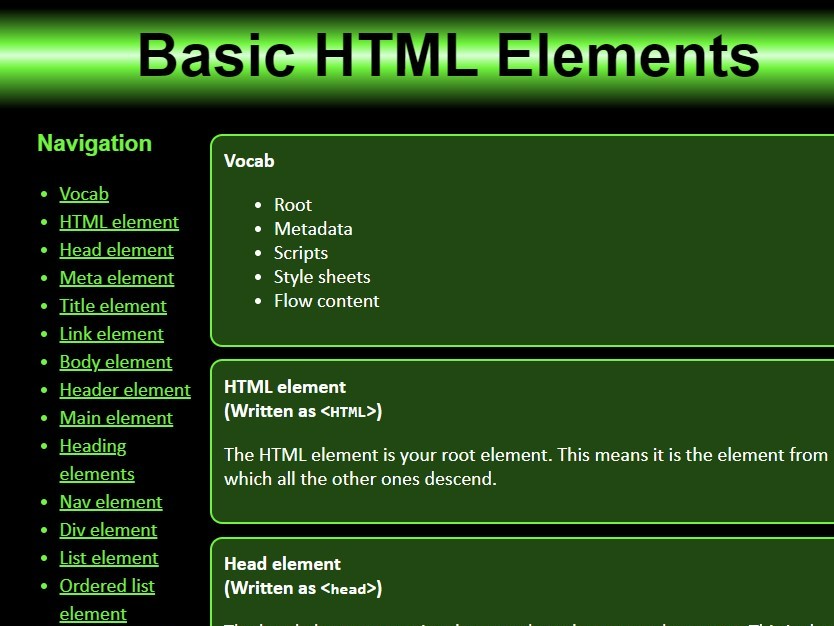 Basic HTML Elements
Navigation
Vocab
HTML element
Head element
Meta element
Title element
Link element
Body element
Header element
Main element
Heading
elements
Nav element
Div element
List element
Ordered list
element
Vocab
Root
Metadata
Scripts
Style sheets
Flow content
HTML element
(Written as <HTML>)
The HTML element is your root element. This means it is the element from
which all the other ones descend.
Head element
(Written as <head>)